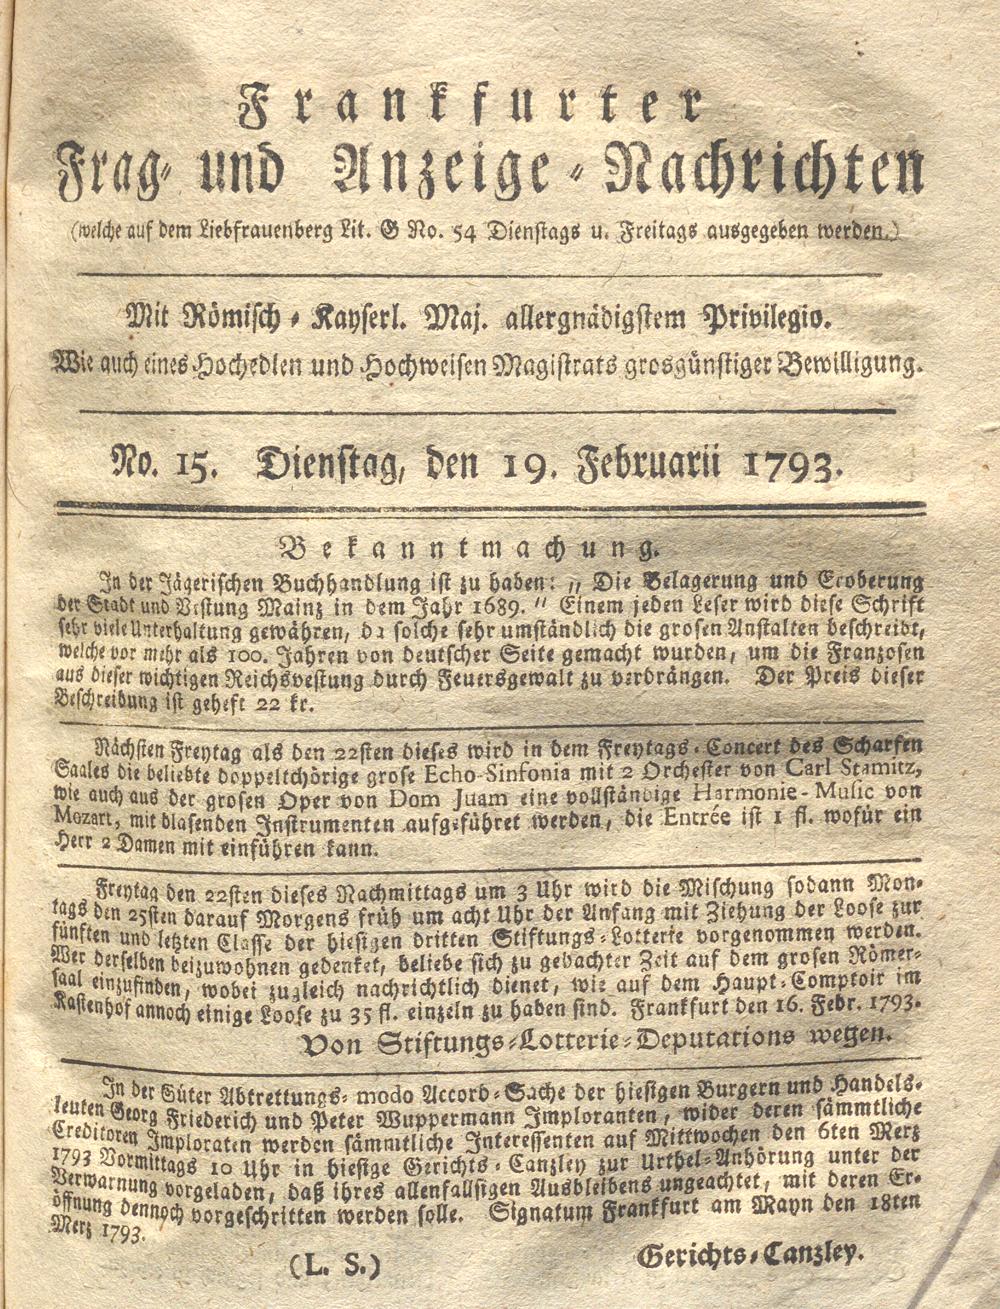 Frankfurter
Frag- und Anzeige-Nachrichten
(welche auf dem Liebfrauenberg Lit. G No. 54 Dienstags u. Freitags ausgegeben werden.)
Mit Römisch-Kayserl. Maj. allergnädigstem Privilegio.
Wie auch eines Hochedlen und Hochweisen Magistrats grosgünstiger Bewilligung.
No. 15. Dienstag, den 19. Februarii 1793.
Bekanntmachung.
In der Jägerischen Buchhandlung ist zu haben: „Die Belagerung und Eroberung
der Stadt und Vestung Mainz in dem Jahr 1689.“ Einem jeden Leser wird diese Schrift
sehr viele Unterhaltung gewähren, da solche sehr umständlich die grosen Anstalten beschreibt,
welche vor mehr als 100. Jahren von deutscher Seite gemacht wurden, um die Franzosen
aus dieser wichtigen Reichsvestung durch Feuersgewalt zu verdrängen. Der Preis dieser
Beschreibung ist geheft 22 kr.
Nächsten Freytag als den 22sten dieses wird in dem Freytags-Concert des Scharfen
Saales die beliebte doppeltchörige grose Echo-Sinfonia mit 2 Orchester von Carl Stamitz,
wie auch aus der grosen Oper von Dom Juam eine vollständige Harmonie-Music von
Mozart, mit blasenden Instrumenten aufgeführet werden, die Entrée ist 1 fl. wofür ein
Herr 2 Damen mit einführen kann.
Freytag den 22sten dieses Nachmittags um 3 Uhr wird die Mischung sodann Mon-
tags den 25sten darauf Morgens früh um acht Uhr der Anfang mit Ziehung der Loose zur
fünften und letzten Classe der hiesigen dritten Stiftungs-Lotterie vorgenommen werden.
Wer derselben beizuwohnen gedenket, beliebe sich zu gedachter Zeit auf dem grosen Römer-
saal einzufinden, wobei zugleich nachrichtlich dienet, wie auf dem Haupt-Comptoir im
Kastenhof annoch einige Loose zu 35 fl. einzeln zu haben sind. Frankfurt den 16. Febr. 1793.
Von Stiftungs-Lotterie-Deputations wegen.
In der Güter Abtrettungs- modo Accord-Sache der hiesigen Burgern und Handels-
leuten Georg Friederich und Peter Wuppermann Imploranten, wider deren sämmtliche
Creditoren Imploraten werden sämmtliche Interessenten auf Mittwochen den 6ten Merz
1793 Vormittags 10 Uhr in hiesige Gerichts-Canzley zur Urthel-Anhörung unter der
Verwarnung vorgeladen, daß ihres allenfallsigen Ausbleibens ungeachtet, mit deren Er-
öffnung dennoch vorgeschritten werden solle. Signatum Frankfurt am Mayn den 18ten
Merz 1793.
(L. S.) Gerichts-Canzley.